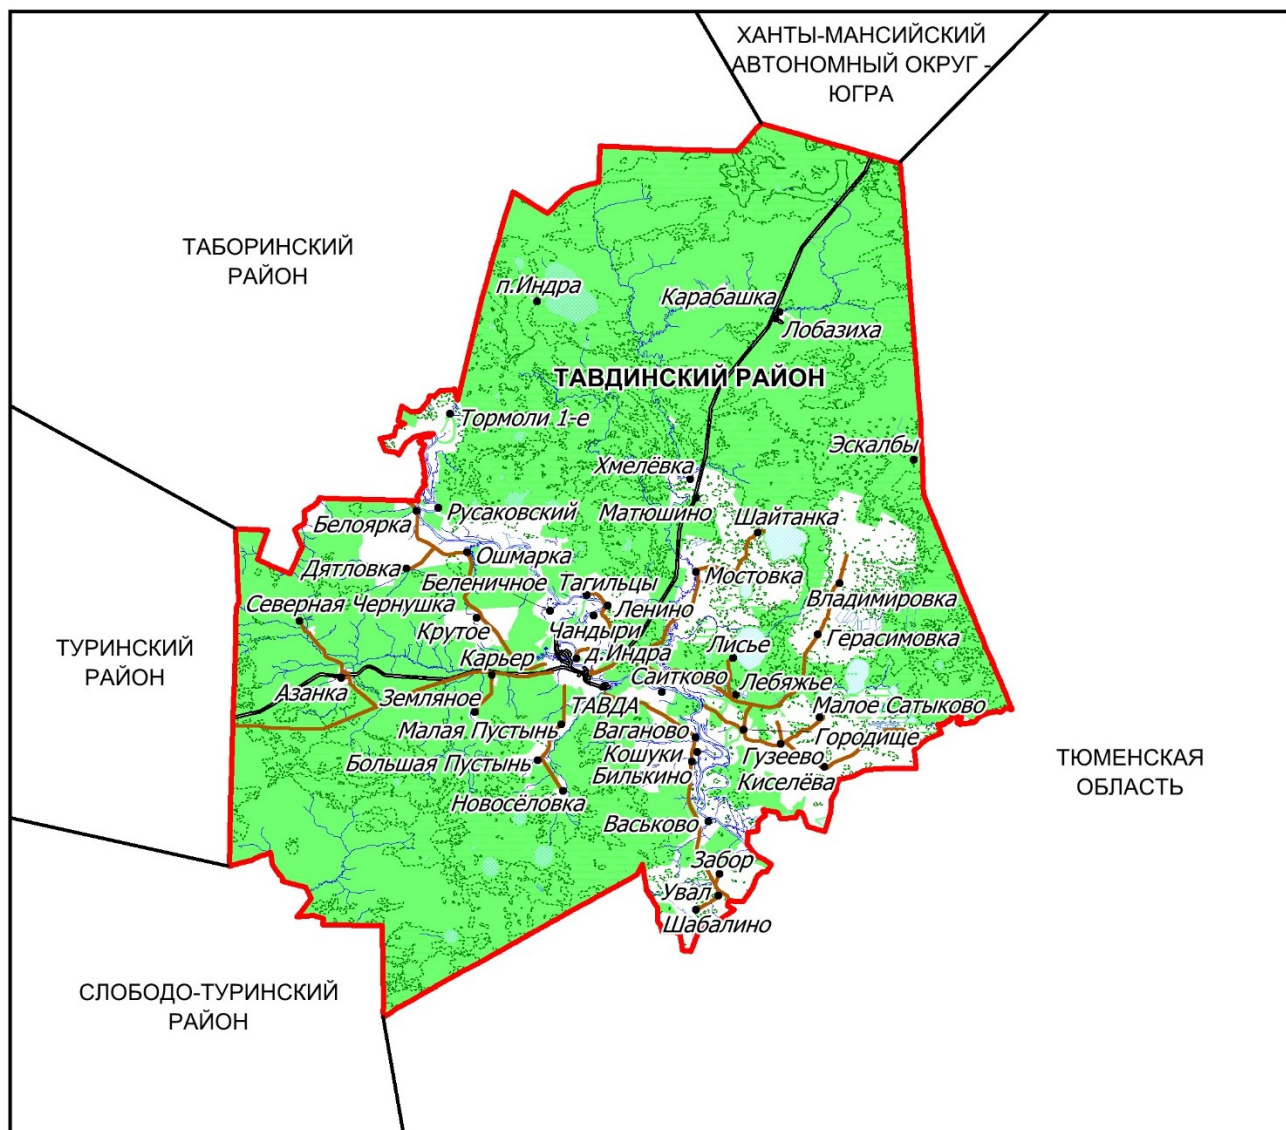 ХАНТЫ-МАНСИЙСКИЙ
АВТОНОМНЫЙ ОКРУГ -
ЮГРА
ТАБОРИНСКИЙ
РАЙОН
п.Индра
Карабашка
Лобазиха
ТАВДИНСКИЙ РАЙОН
Тормоли 1-е
Эскалбы
Хмелёвка
Матюшино
Русаковский
Белоярка
Шайтанка
Ошмарка
Дятловка
Беленичное
Тагильцы
Мостовка
Северная Чернушка
Ленино
Владимировка
Крутое
Чандыри
Герасимовка
ТУРИНСКИЙ
РАЙОН
Карьер
д.Индра
Лисье
Азанка
Земляное
Саитково
Лебяжье
ТАВДА
Малое Сатыково
Малая Пустынь
Ваганово
Городище
Кошуки
Гузеево
Большая Пустынь
Билькино
Киселёва
ТЮМЕНСКАЯ
ОБЛАСТЬ
Новосёловка
Васьково
Забор
Увал
Шабалино
СЛОБОДО-ТУРИНСКИЙ
РАЙОН